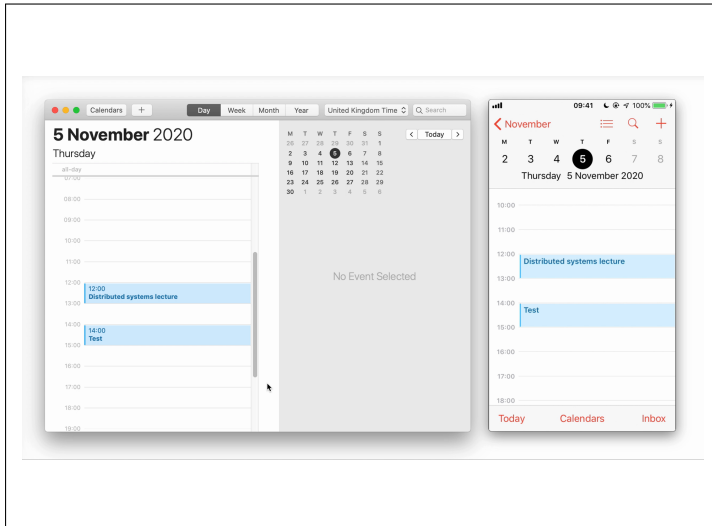 Calendars + Day Week Month Year United Kingdom Time Search
5 November 2020
Thursday
all-day
07:00
08:00
09:00
10:00
11:00
12:00
12:00
Distributed systems lecture
13:00
14:00
14:00
Test
15:00
16:00
17:00
18:00
19:00
M T W T F S S
26 27 28 29 30 31 1
2 3 4 5 6 7 8
9 10 11 12 13 14 15
16 17 18 19 20 21 22
23 24 25 26 27 28 29
30 1 2 3 4 5 6
< Today >
No Event Selected
09:41 100%
November
M T W T F S S
2 3 4 5 6 7 8
Thursday 5 November 2020
10:00
11:00
12:00
Distributed systems lecture
13:00
14:00
Test
15:00
16:00
17:00
18:00
Today Calendars Inbox